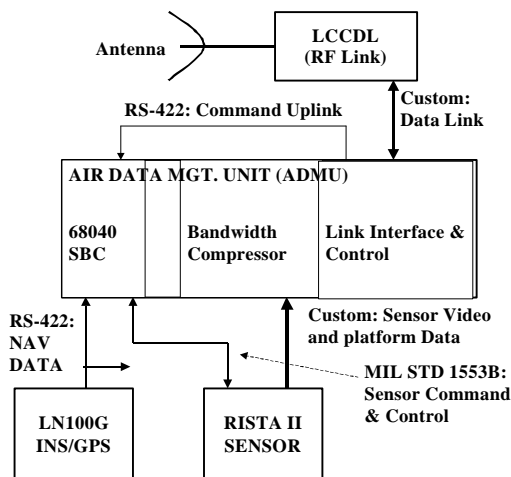 LCCDL
(RF Link)
Antenna
RS-422: Command Uplink
Custom:
Data Link
AIR DATA MGT. UNIT (ADMU)
68040
SBC
Bandwidth
Compressor
Link Interface &
Control
RS-422:
NAV
DATA
Custom: Sensor Video
and platform Data
MIL STD 1553B:
Sensor Command
& Control
LN100G
INS/GPS
RISTA II
SENSOR